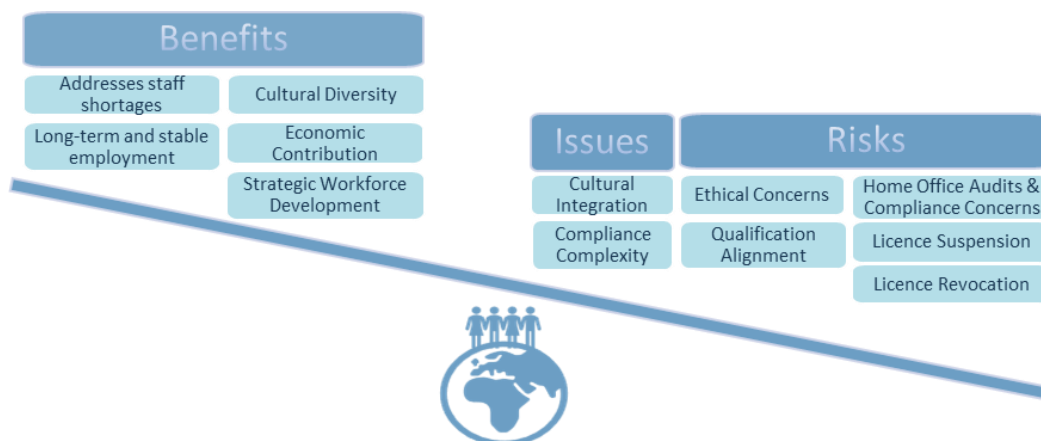 Benefits
Addresses staff
shortages
Cultural Diversity
Long-term and stable
employment
Economic
Contribution
Strategic Workforce
Development
Issues
Cultural
Integration
Compliance
Complexity
Risks
Ethical Concerns
Home Office Audits &
Compliance Concerns
Qualification
Alignment
Licence Suspension
Licence Revocation